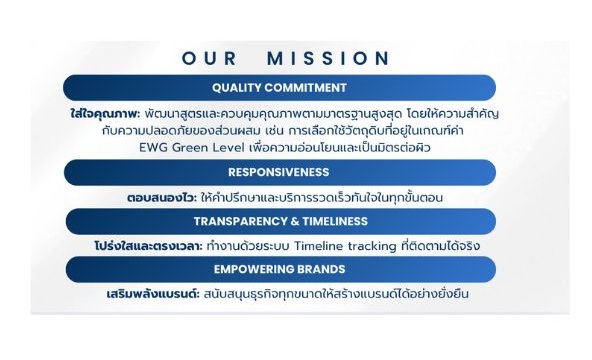 OUR MISSION
QUALITY COMMITMENT
ใส่ใจคุณภาพ: พัฒนาสูตรและควบคุมคุณภาพตามมาตรฐานสูงสุด โดยให้ความสำคัญ
กับความปลอดภัยของส่วนผสม เช่น การเลือกใช้วัตถุดิบที่อยู่ในเกณฑ์ค่า
EWG Green Level เพื่อความอ่อนโยนและเป็นมิตรต่อผิว
RESPONSIVENESS
ตอบสนองไว: ให้คำปรึกษาและบริการรวดเร็วทันใจในทุกขั้นตอน
TRANSPARENCY & TIMELINESS
โปร่งใสและตรงเวลา: ทำงานด้วยระบบ Timeline tracking ที่ติดตามได้จริง
EMPOWERING BRANDS
เสริมพลังแบรนด์: สนับสนุนธุรกิจทุกขนาดให้สร้างแบรนด์ได้อย่างยั่งยืน